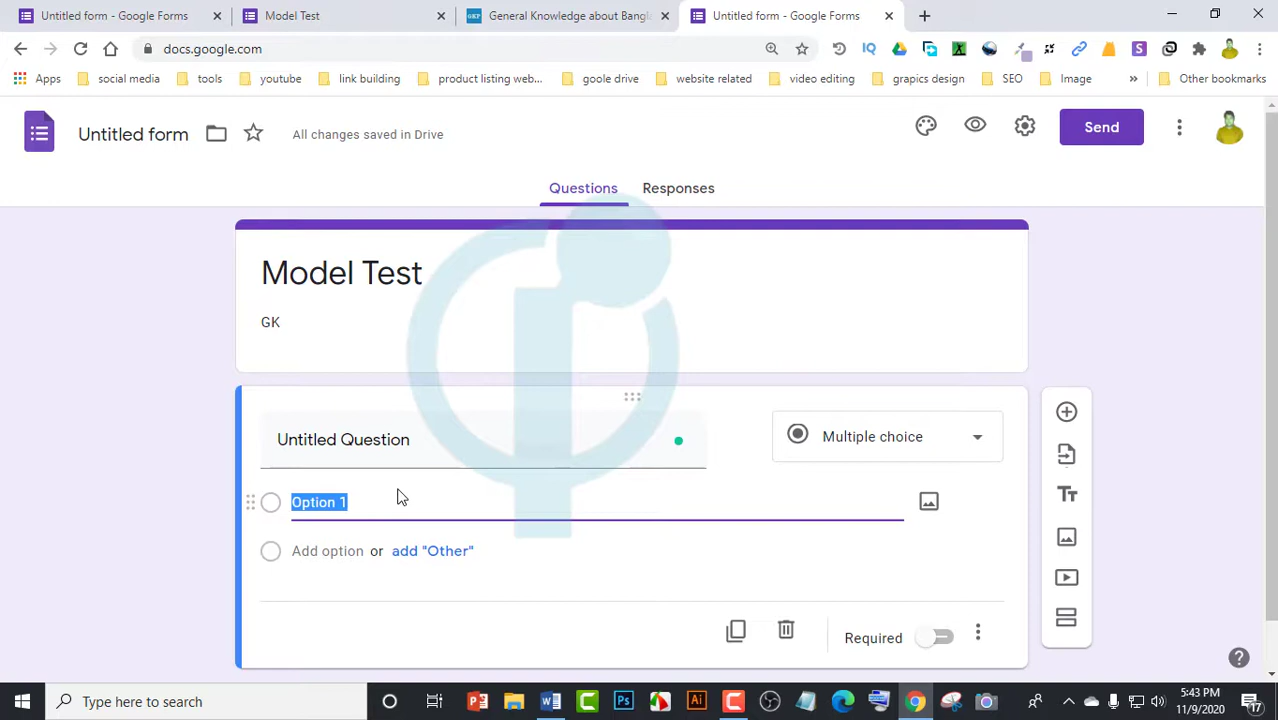 Untitled form - Google Forms
Model Test
General Knowledge about Bangl
Untitled form - Google Forms
docs.google.com
Apps
social media
tools
youtube
link building
product listing web...
goole drive
website related
video editing
grapics design
SEO
Image
Other bookmarks
Untitled form
All changes saved in Drive
Send
Questions
Responses
Model Test
GK
Untitled Question
Multiple choice
Option 1
Add option or add "Other"
Required
Type here to search
5:43 PM
11/9/2020
17